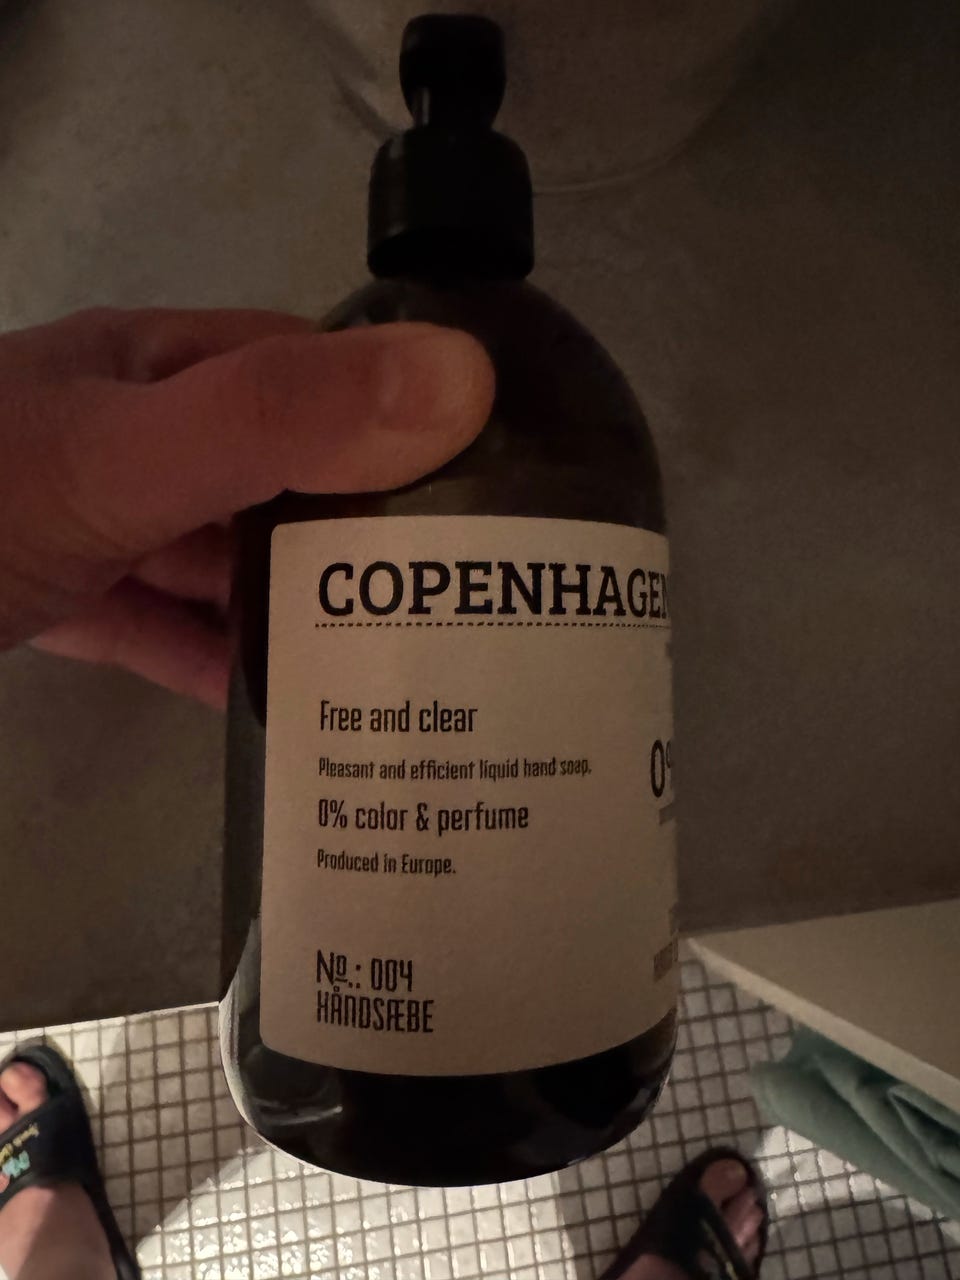 COPENHAGEN
Free and clear
Pleasant and efficient liquid hand soap.
0% color & perfume
Produced in Europe.
№.: 004
HÅNDSÆBE